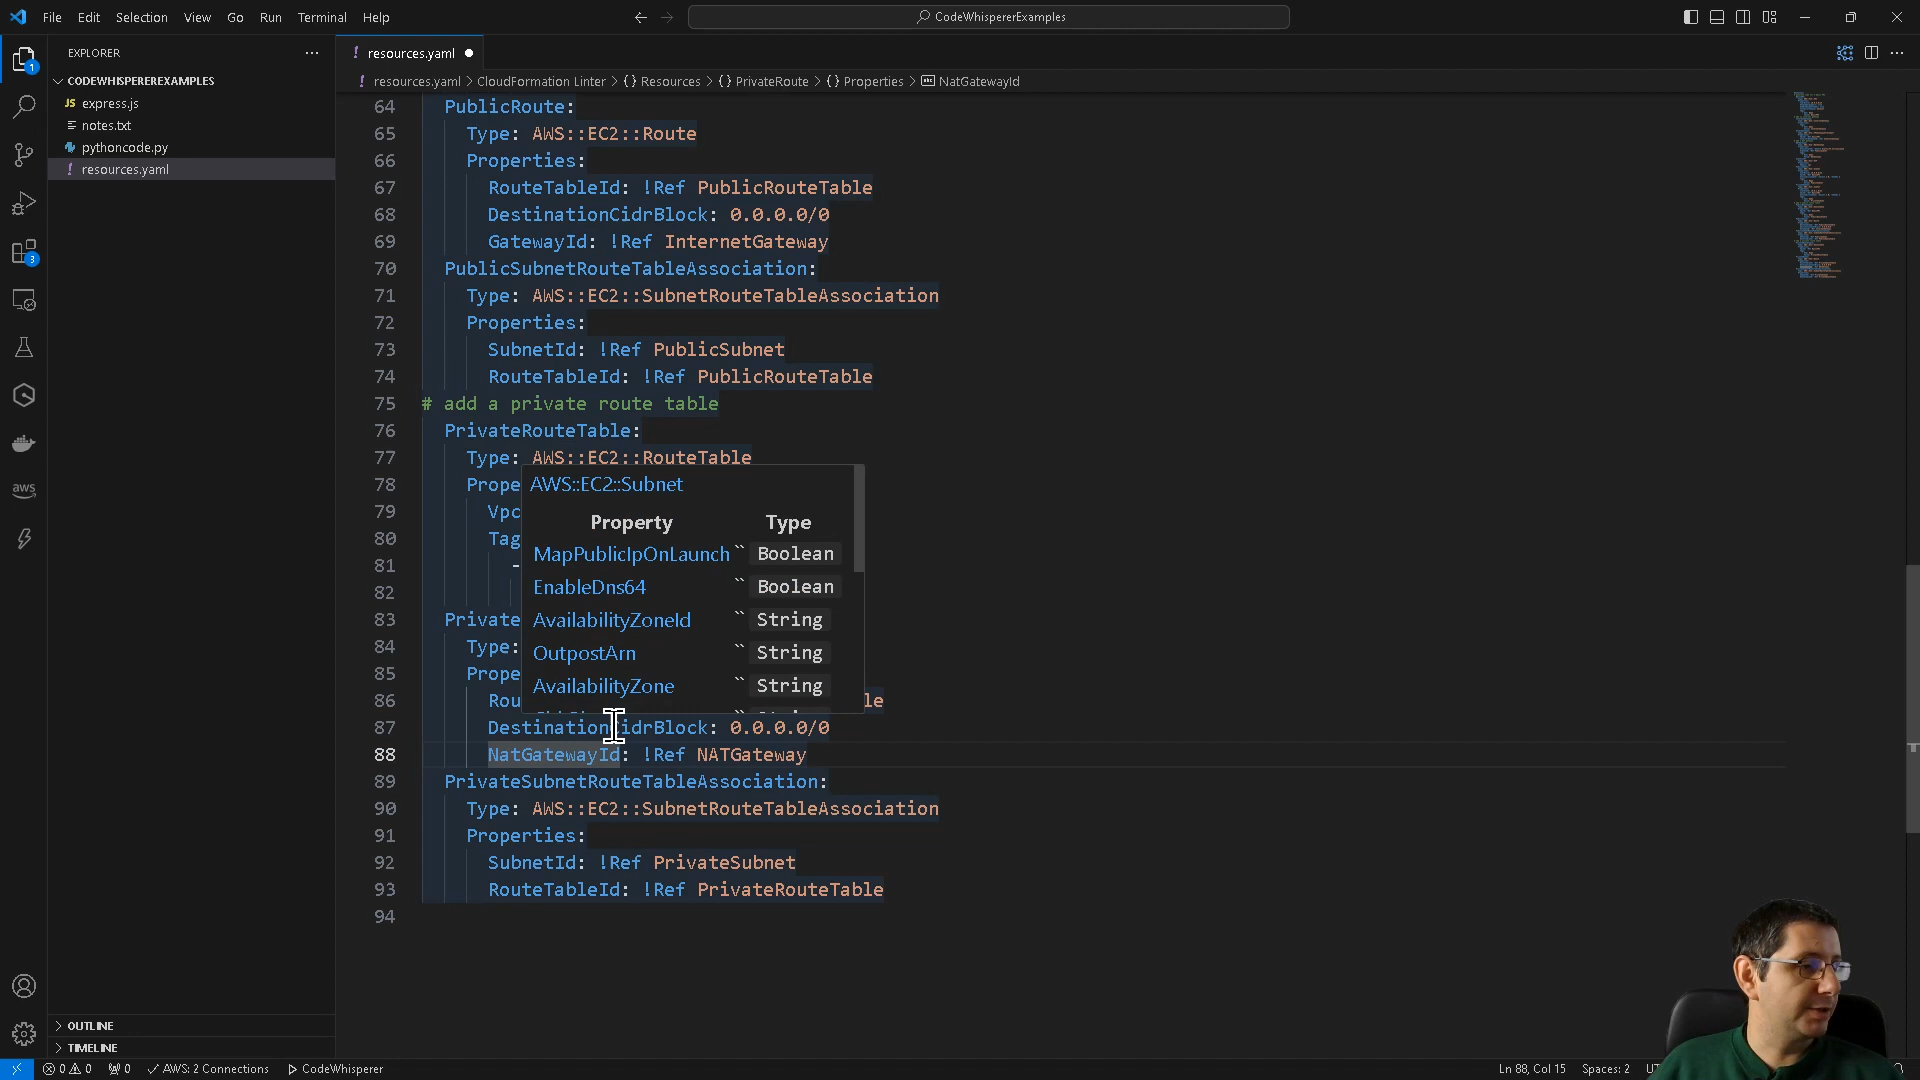 File Edit Selection View Go Run Terminal Help
CodeWhispererExamples
EXPLORER
resources.yaml
CODEWHISPEREREXAMPLES
resources.yaml > CloudFormation Linter > {} Resources > {} PrivateRoute > {} Properties > NatGatewayId
JS express.js
notes.txt
pythoncode.py
resources.yaml
64 PublicRoute:
65 Type: AWS::EC2::Route
66 Properties:
67 RouteTableId: !Ref PublicRouteTable
68 DestinationCidrBlock: 0.0.0.0/0
69 GatewayId: !Ref InternetGateway
70 PublicSubnetRouteTableAssociation:
71 Type: AWS::EC2::SubnetRouteTableAssociation
72 Properties:
73 SubnetId: !Ref PublicSubnet
74 RouteTableId: !Ref PublicRouteTable
75 # add a private route table
76 PrivateRouteTable:
77 Type: AWS::EC2::RouteTable
78 Prope
79 Vpc
80 Tag
81 -
82
83 Private
84 Type:
85 Prope
86 Rou le
87 DestinationCidrBlock: 0.0.0.0/0
88 NatGatewayId: !Ref NATGateway
89 PrivateSubnetRouteTableAssociation:
90 Type: AWS::EC2::SubnetRouteTableAssociation
91 Properties:
92 SubnetId: !Ref PrivateSubnet
93 RouteTableId: !Ref PrivateRouteTable
94
AWS::EC2::Subnet
Property Type
MapPublicIpOnLaunch `` Boolean
EnableDns64 `` Boolean
AvailabilityZoneId `` String
OutpostArn `` String
AvailabilityZone `` String
1
3
aws
OUTLINE
TIMELINE
0 0 0 AWS: 2 Connections CodeWhisperer
Ln 88, Col 15 Spaces: 2